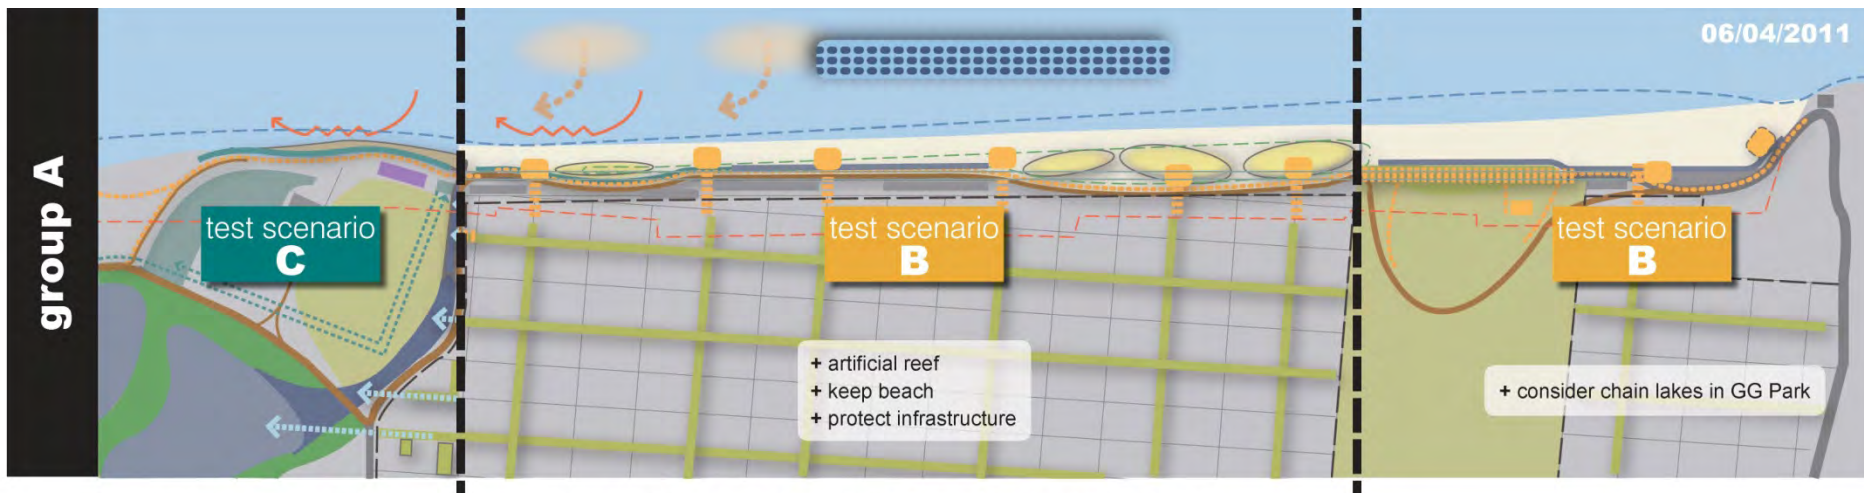 group A
06/04/2011
test scenario
C
test scenario
B
test scenario
B
+ artificial reef
+ keep beach
+ protect infrastructure
+ consider chain lakes in GG Park